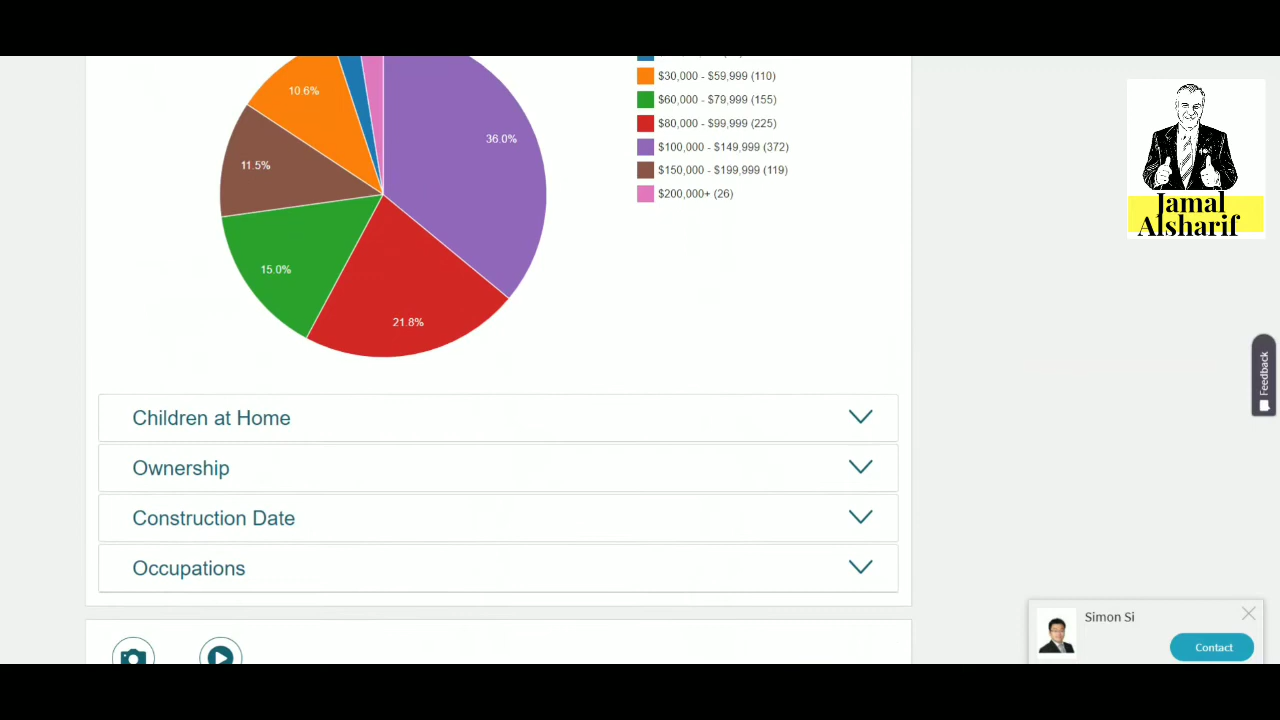 $30,000 - $59,999 (110)
$60,000 - $79,999 (155)
$80,000 - $99,999 (225)
$100,000 - $149,999 (372)
$150,000 - $199,999 (119)
$200,000+ (26)
10.6%
36.0%
11.5%
15.0%
21.8%
Jamal
Alsharif
Feedback
Children at Home
Ownership
Construction Date
Occupations
Simon Si
Contact